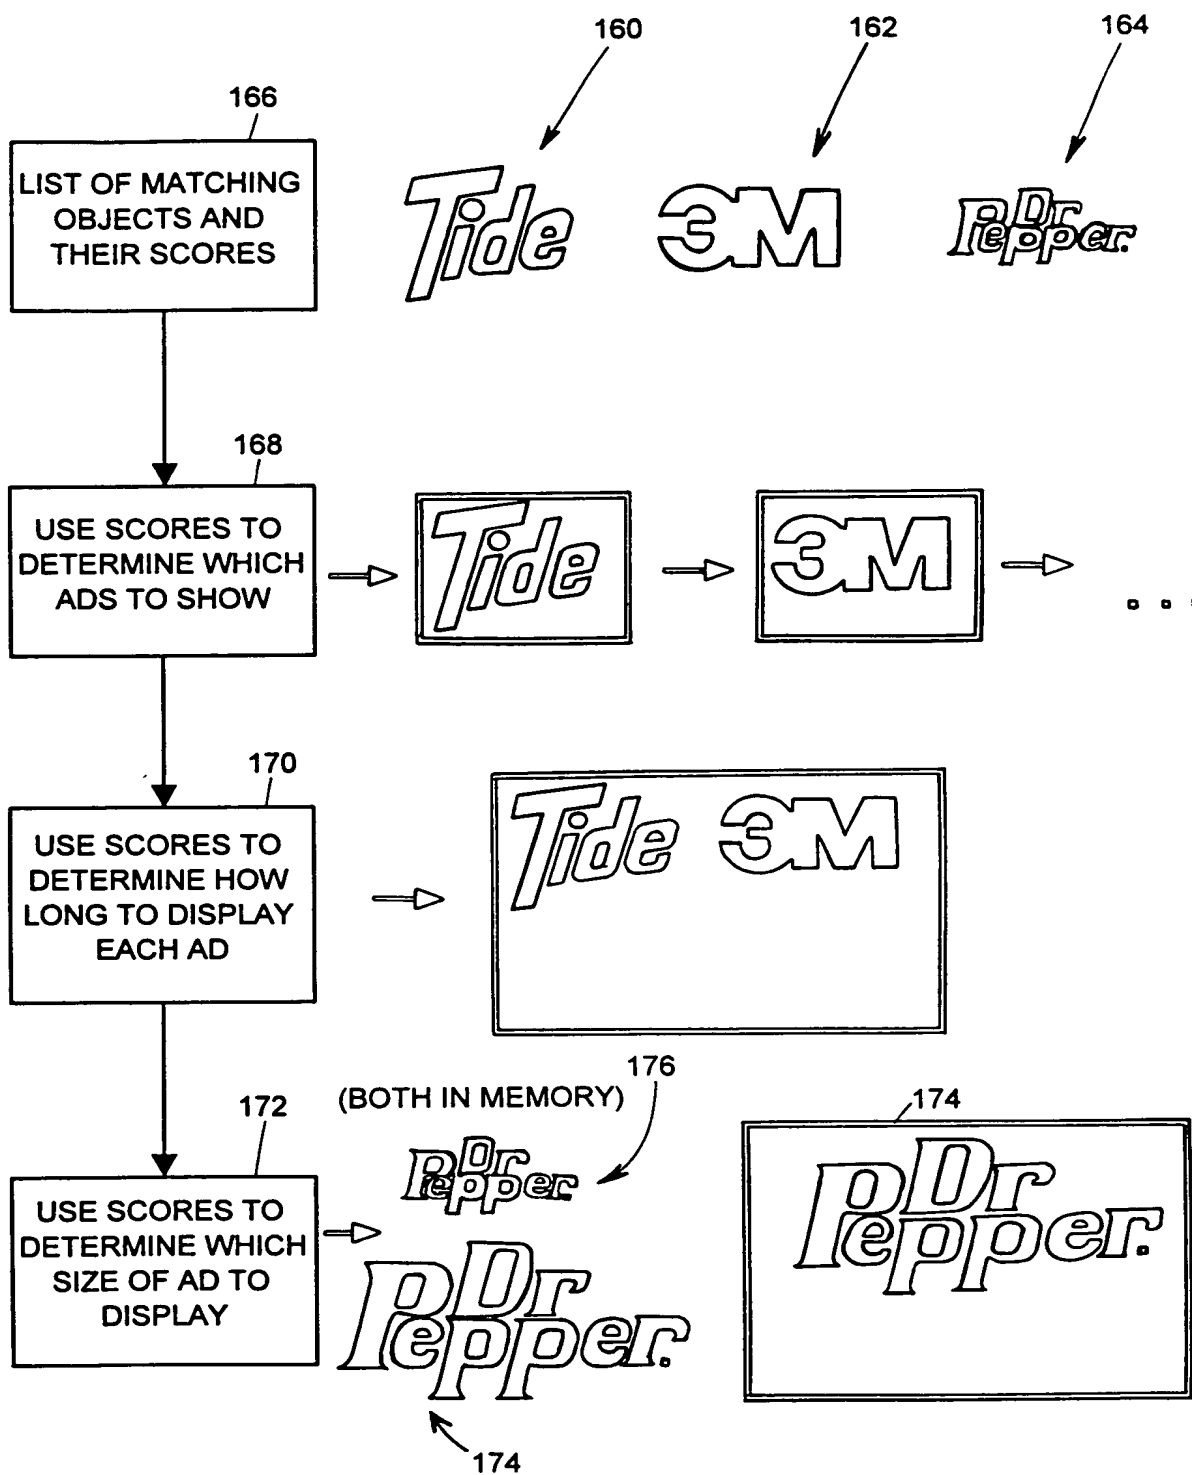 160
162
164
166
LIST OF MATCHING
OBJECTS AND
THEIR SCORES
Tide
3M
Dr
Pepper.
168
USE SCORES TO
DETERMINE WHICH
ADS TO SHOW
Tide
3M
170
USE SCORES TO
DETERMINE HOW
LONG TO DISPLAY
EACH AD
Tide 3M
172
USE SCORES TO
DETERMINE WHICH
SIZE OF AD TO
DISPLAY
(BOTH IN MEMORY)
176
Dr
Pepper.
Dr
Pepper.
174
174
Dr
Pepper.